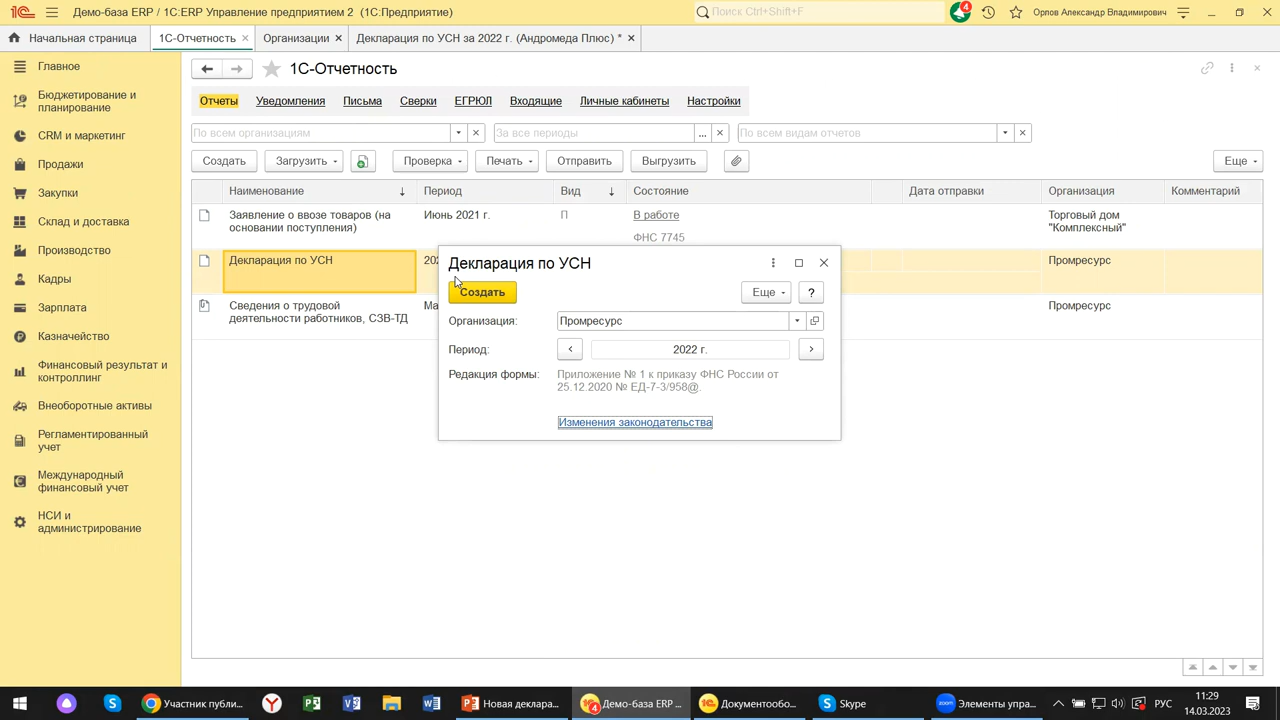 Демо-база ERP / 1С:ERP Управление предприятием 2 (1С:Предприятие)
Поиск Ctrl+Shift+F
4
Орлов Александр Владимирович
Начальная страница
1С-Отчетность
Организации
Декларация по УСН за 2022 г. (Андромеда Плюс) *
Главное
Бюджетирование и
планирование
CRM и маркетинг
Продажи
Закупки
Склад и доставка
Производство
Кадры
Зарплата
Казначейство
Финансовый результат и
контроллинг
Внеоборотные активы
Регламентированный
учет
Международный
финансовый учет
НСИ и
администрирование
1С-Отчетность
Отчеты
Уведомления
Письма
Сверки
ЕГРЮЛ
Входящие
Личные кабинеты
Настройки
По всем организациям
За все периоды
...
По всем видам отчетов
Создать
Загрузить
Проверка
Печать
Отправить
Выгрузить
Еще
Наименование
Период
Вид
Состояние
Дата отправки
Организация
Комментарий
Заявление о ввозе товаров (на
основании поступления)
Июнь 2021 г.
П
В работе
ФНС 7745
Торговый дом
"Комплексный"
Декларация по УСН
202
Промресурс
Сведения о трудовой
деятельности работников, СЗВ-ТД
Ма
Промресурс
Декларация по УСН
Создать
Еще
?
Организация:
Промресурс
Период:
2022 г.
Редакция формы:
Приложение № 1 к приказу ФНС России от
25.12.2020 № ЕД-7-3/958@.
Изменения законодательства
Участник публи...
Новая деклара...
4
Демо-база ERP ...
Документообо...
Skype
zoom
Элементы упра...
РУС
11:29
14.03.2023